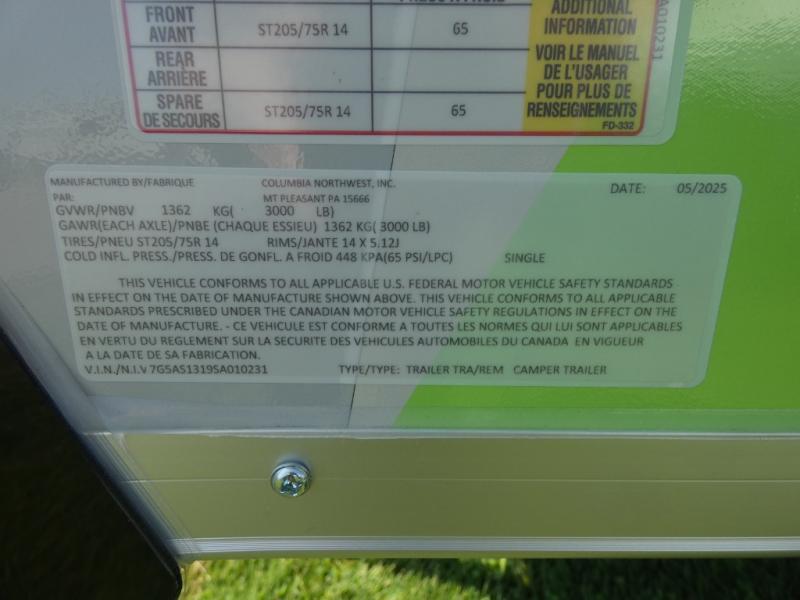 ADDITIONAL
FRONT ST205/75R 14 65 INFORMATION
AVANT
REAR VOIR LE MANUEL
ARRIÈRE DE L'USAGER
POUR PLUS DE
SPARE ST205/75R 14 65 RENSEIGNEMENTS
DE SECOURS
FD-332
A010231
MANUFACTURED BY/FABRIQUE COLUMBIA NORTHWEST, INC. DATE: 05/2025
PAR: MT PLEASANT PA 15666
GVWR/PNBV 1362 KG( 3000 LB)
GAWR(EACH AXLE)/PNBE (CHAQUE ESSIEU) 1362 KG( 3000 LB)
TIRES/PNEU ST205/75R 14 RIMS/JANTE 14 X 5.12J
COLD INFL. PRESS./PRESS. DE GONFL. A FROID 448 KPA(65 PSI/LPC) SINGLE
THIS VEHICLE CONFORMS TO ALL APPLICABLE U.S. FEDERAL MOTOR VEHICLE SAFETY STANDARDS
IN EFFECT ON THE DATE OF MANUFACTURE SHOWN ABOVE. THIS VEHICLE CONFORMS TO ALL APPLICABLE
STANDARDS PRESCRIBED UNDER THE CANADIAN MOTOR VEHICLE SAFETY REGULATIONS IN EFFECT ON THE
DATE OF MANUFACTURE. - CE VEHICULE EST CONFORME A TOUTES LES NORMES QUI LUI SONT APPLICABLES
EN VERTU DU REGLEMENT SUR LA SECURITE DES VEHICULES AUTOMOBILES DU CANADA EN VIGUEUR
A LA DATE DE SA FABRICATION.
V.I.N./N.I.V 7G5AS1319SA010231 TYPE/TYPE: TRAILER TRA/REM CAMPER TRAILER